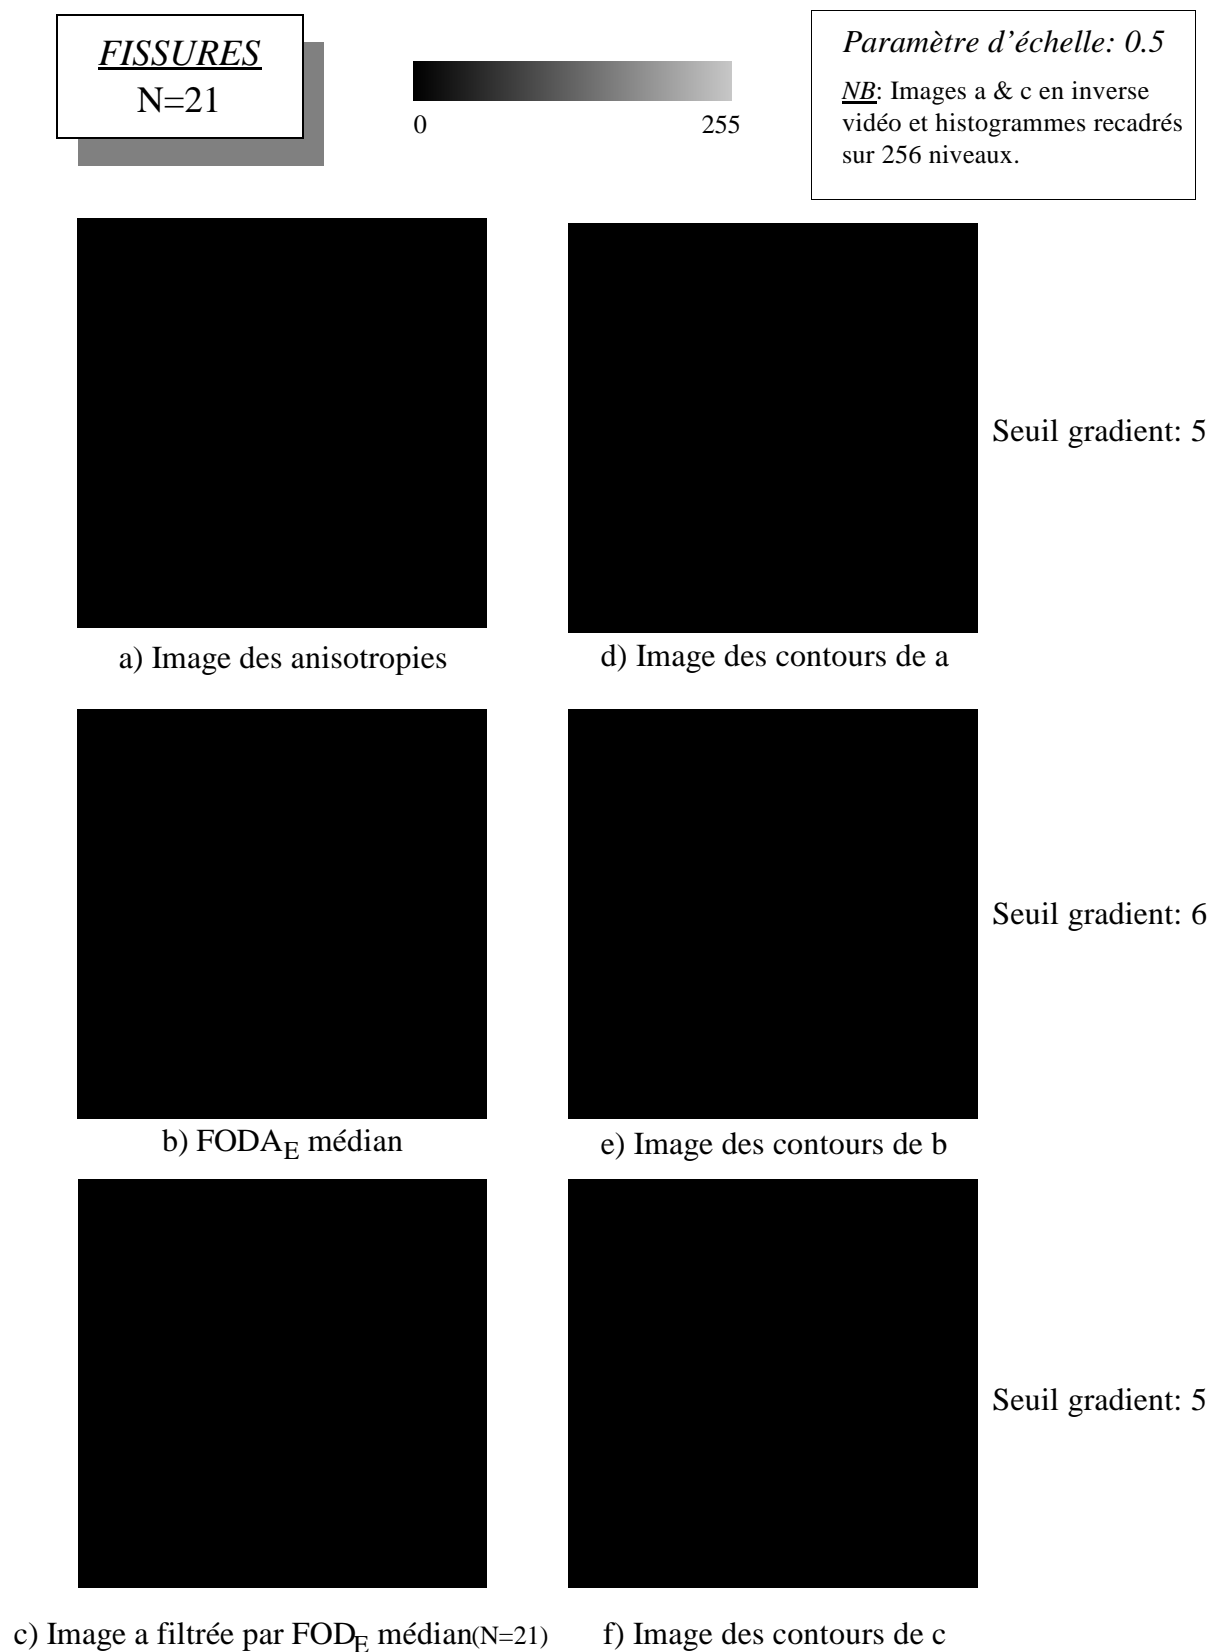 FISSURES
N=21
0 255
Paramètre d’échelle: 0.5
NB: Images a & c en inverse
vidéo et histogrammes recadrés
sur 256 niveaux.
Seuil gradient: 5
a) Image des anisotropies
d) Image des contours de a
Seuil gradient: 6
b) FODA_E médian
e) Image des contours de b
Seuil gradient: 5
c) Image a filtrée par FOD_E médian(N=21)
f) Image des contours de c